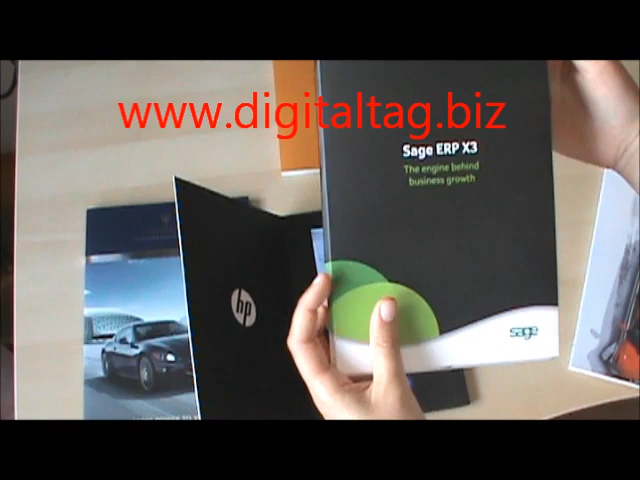 www.digitaltag.biz
Sage ERP X3
The engine behind
business growth
hp
sage